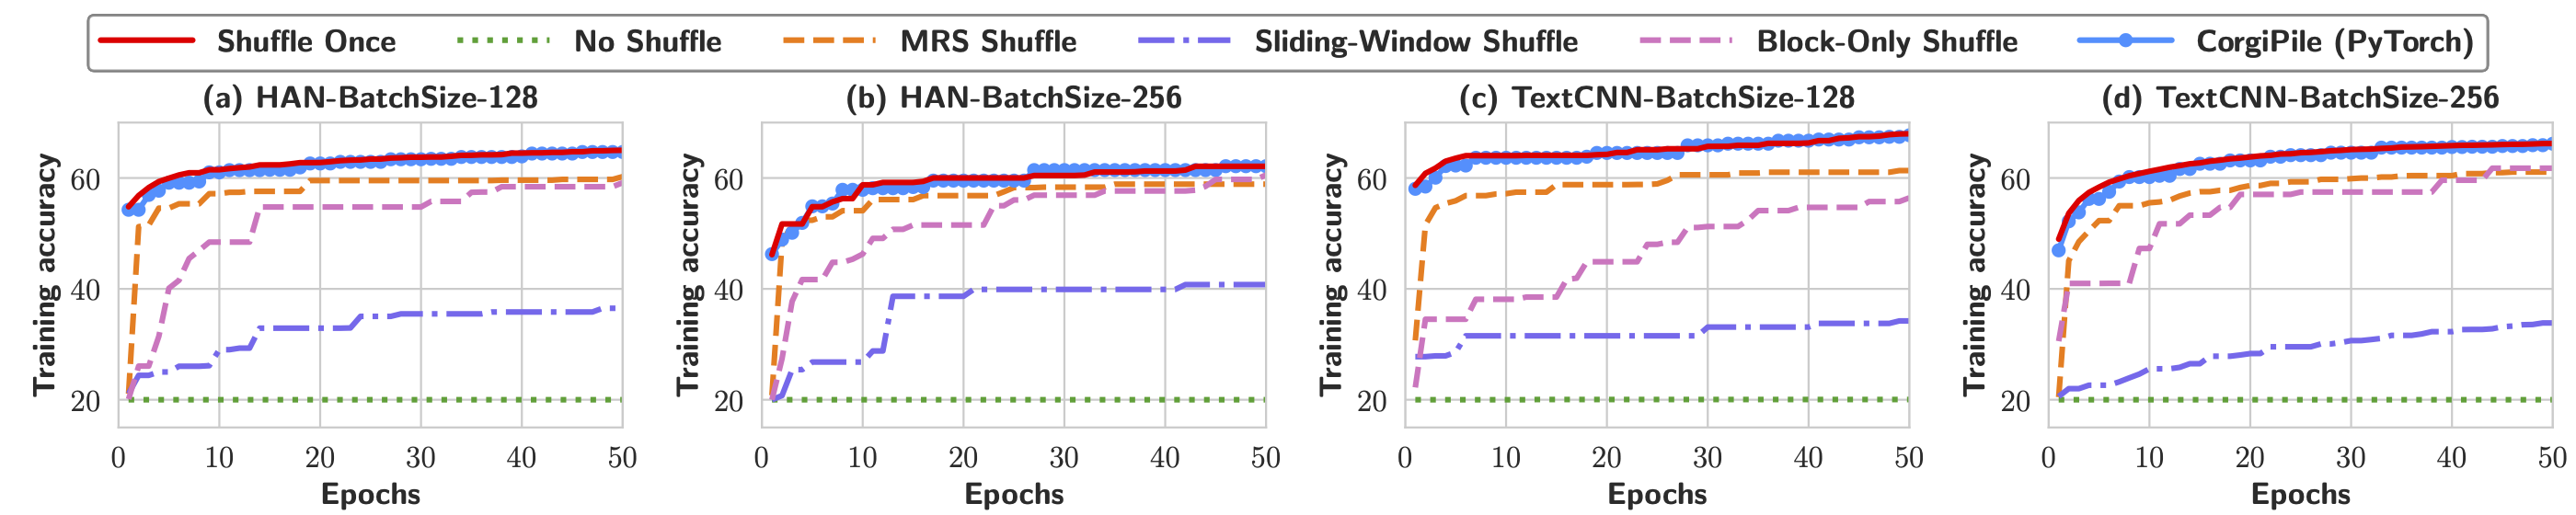 Shuffle Once No Shuffle MRS Shuffle Sliding-Window Shuffle Block-Only Shuffle CorgiPile (PyTorch)
(a) HAN-BatchSize-128
Training accuracy
60
40
20
0 10 20 30 40 50
Epochs
(b) HAN-BatchSize-256
Training accuracy
60
40
20
0 10 20 30 40 50
Epochs
(c) TextCNN-BatchSize-128
Training accuracy
60
40
20
0 10 20 30 40 50
Epochs
(d) TextCNN-BatchSize-256
Training accuracy
60
40
20
0 10 20 30 40 50
Epochs